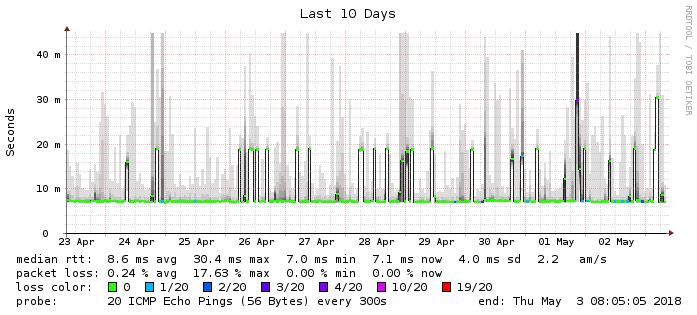 Last 10 Days
RRDTOOL / TOBI OETIKER
Seconds
40 m
30 m
20 m
10 m
0
23 Apr 24 Apr 25 Apr 26 Apr 27 Apr 28 Apr 29 Apr 30 Apr 01 May 02 May
median rtt: 8.6 ms avg 30.4 ms max 7.0 ms min 7.1 ms now 4.0 ms sd 2.2 am/s
packet loss: 0.24 % avg 17.63 % max 0.00 % min 0.00 % now
loss color: 0 1/20 2/20 3/20 4/20 10/20 19/20
probe: 20 ICMP Echo Pings (56 Bytes) every 300s end: Thu May 3 08:05:05 2018